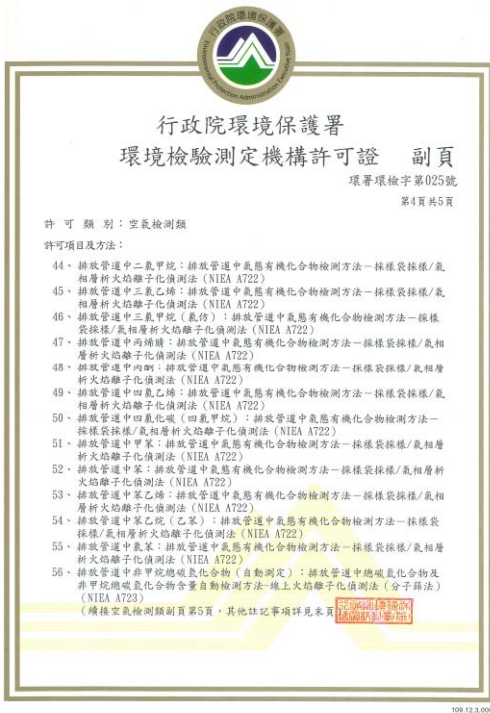 行政院環境保護署
Environmental Protection Administration Executive Yuan
行政院環境保護署
環境檢驗測定機構許可證 副頁
環署環檢字第025號
第4頁共5頁
許可類別：空氣檢測類
許可項目及方法：
44、排放管道中二氯甲烷：排放管道中氣態有機化合物檢測方法－採樣袋採樣/氣
相層析火焰離子化偵測法 (NIEA A722)
45、排放管道中三氯乙烯：排放管道中氣態有機化合物檢測方法－採樣袋採樣/氣
相層析火焰離子化偵測法 (NIEA A722)
46、排放管道中三氯甲烷（氯仿）：排放管道中氣態有機化合物檢測方法－採樣
袋採樣/氣相層析火焰離子化偵測法 (NIEA A722)
47、排放管道中丙烯腈：排放管道中氣態有機化合物檢測方法－採樣袋採樣/氣相
層析火焰離子化偵測法 (NIEA A722)
48、排放管道中丙酮：排放管道中氣態有機化合物檢測方法－採樣袋採樣/氣相層
析火焰離子化偵測法 (NIEA A722)
49、排放管道中四氯乙烯：排放管道中氣態有機化合物檢測方法－採樣袋採樣/氣
相層析火焰離子化偵測法 (NIEA A722)
50、排放管道中四氯化碳（四氯甲烷）：排放管道中氣態有機化合物檢測方法－
採樣袋採樣/氣相層析火焰離子化偵測法 (NIEA A722)
51、排放管道中甲苯：排放管道中氣態有機化合物檢測方法－採樣袋採樣/氣相層
析火焰離子化偵測法 (NIEA A722)
52、排放管道中苯：排放管道中氣態有機化合物檢測方法－採樣袋採樣/氣相層析
火焰離子化偵測法 (NIEA A722)
53、排放管道中苯乙烯：排放管道中氣態有機化合物檢測方法－採樣袋採樣/氣相
層析火焰離子化偵測法 (NIEA A722)
54、排放管道中苯乙烷（乙苯）：排放管道中氣態有機化合物檢測方法－採樣袋
採樣/氣相層析火焰離子化偵測法 (NIEA A722)
55、排放管道中氯苯：排放管道中氣態有機化合物檢測方法－採樣袋採樣/氣相層
析火焰離子化偵測法 (NIEA A722)
56、排放管道中非甲烷總碳氫化合物（自動測定）：排放管道中總碳氫化合物及
非甲烷總碳氫化合物含量自動檢測方法－線上火焰離子化偵測法（分子篩法）
(NIEA A723)
（續接空氣檢測類副頁第5頁，其他註記事項詳見末頁
109.12.3,000